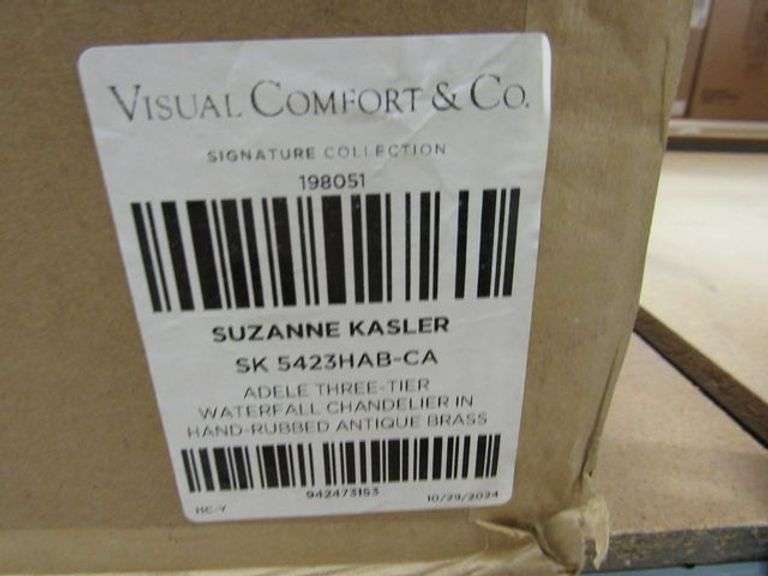 VISUAL COMFORT & CO.
SIGNATURE COLLECTION
198051
SUZANNE KASLER
SK 5423HAB-CA
ADELE THREE-TIER
WATERFALL CHANDELIER IN
HAND-RUBBED ANTIQUE BRASS
942473153
HC-Y 10/29/2024